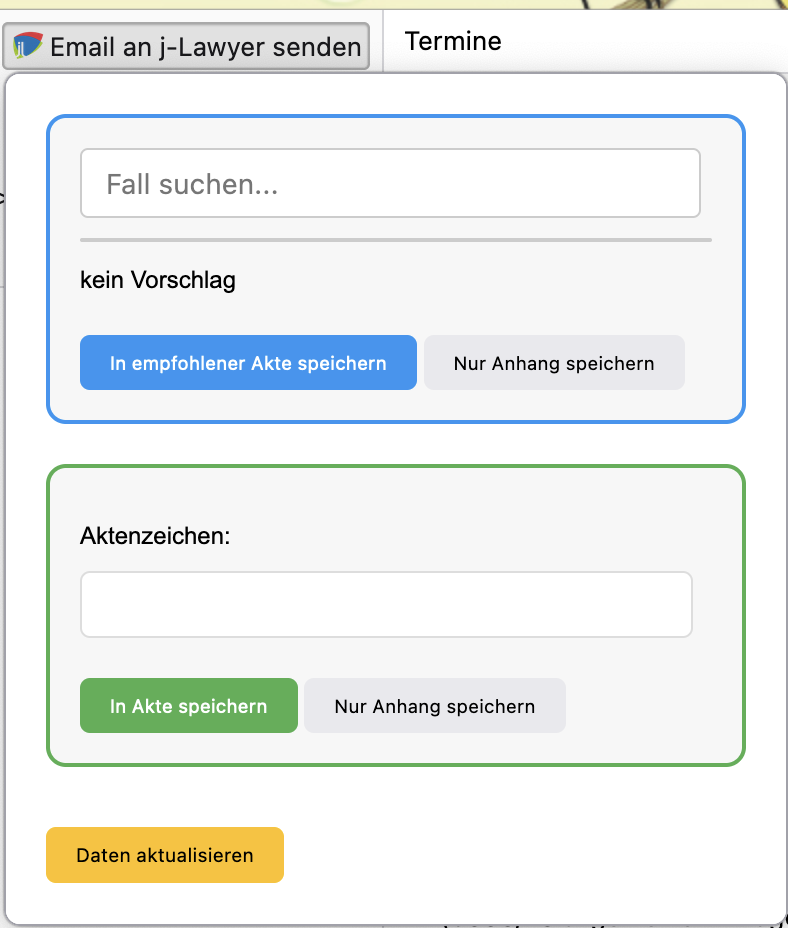 Email an j-Lawyer senden
Termine
Fall suchen...
kein Vorschlag
In empfohlener Akte speichern
Nur Anhang speichern
Aktenzeichen:
In Akte speichern
Nur Anhang speichern
Daten aktualisieren